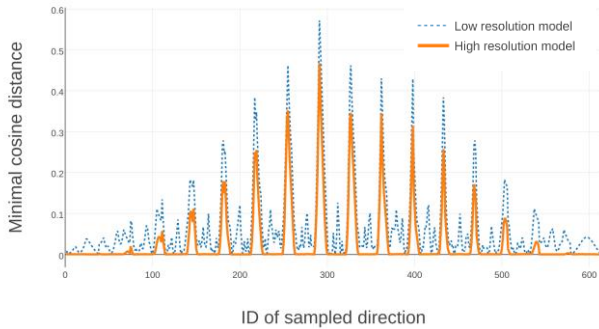 0.6
0.5
0.4
0.3
0.2
0.1
0
0 100 200 300 400 500 600
Minimal cosine distance
ID of sampled direction
Low resolution model
High resolution model